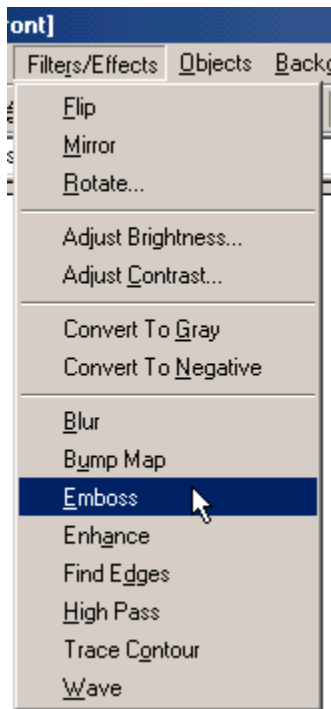 ront]
Filters/Effects Objects Backg
Flip
Mirror
Rotate...
Adjust Brightness...
Adjust Contrast...
Convert To Gray
Convert To Negative
Blur
Bump Map
Emboss
Enhance
Find Edges
High Pass
Trace Contour
Wave